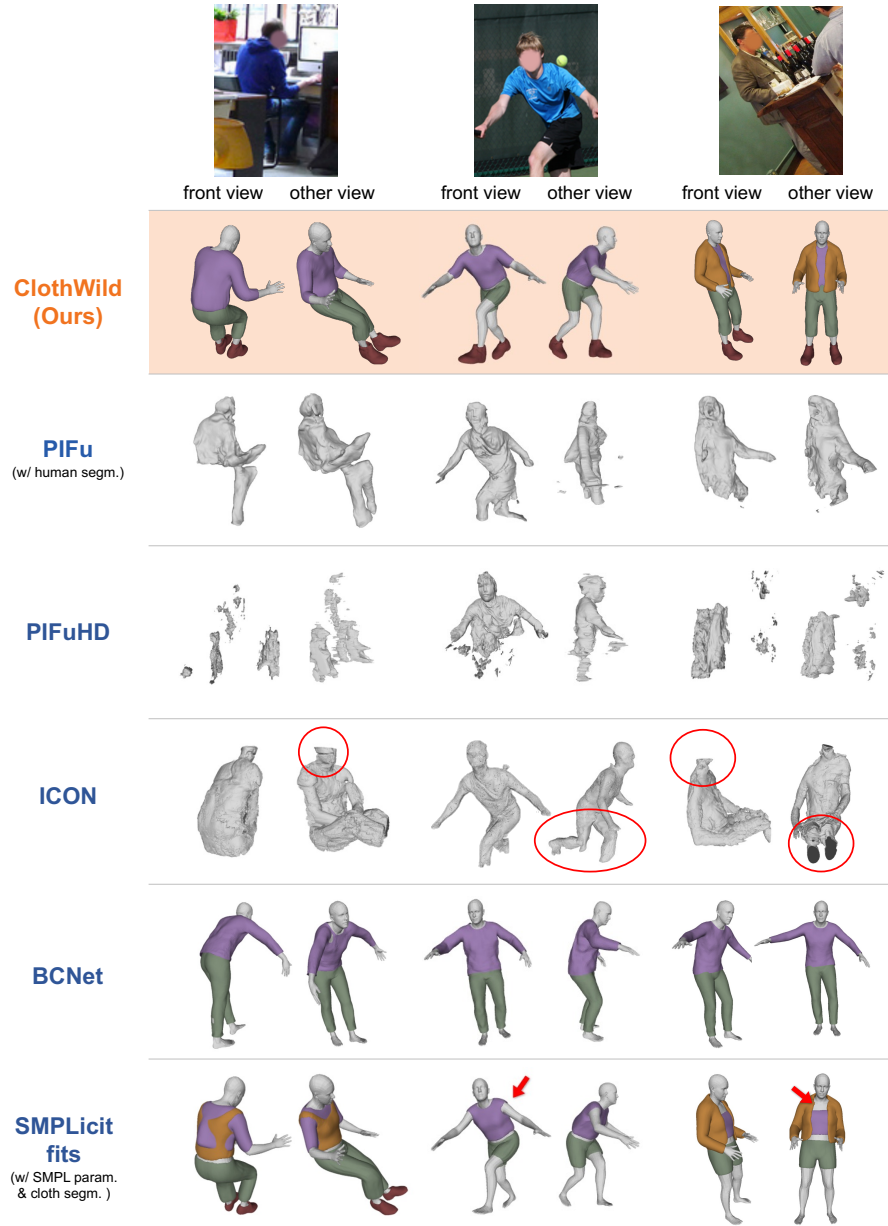 front view other view front view other view front view other view
ClothWild
(Ours)
PIFu
(w/ human segm.)
PIFuHD
ICON
BCNet
SMPLicit
fits
(w/ SMPL param.
& cloth segm. )